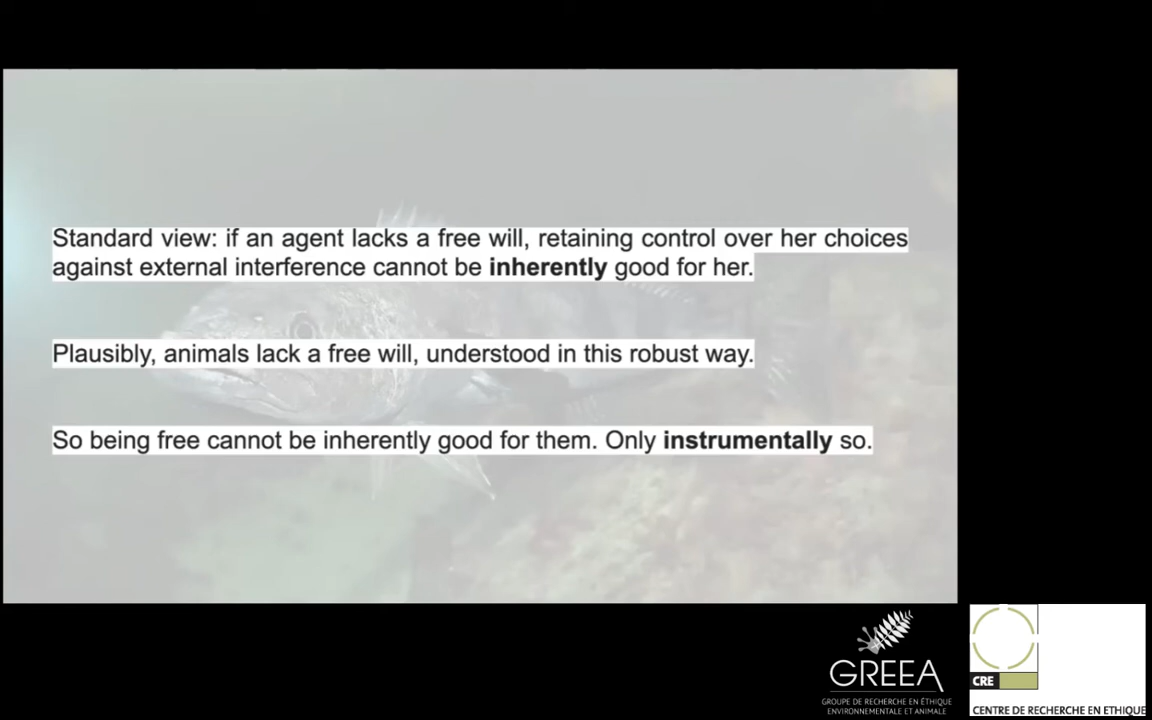 Standard view: if an agent lacks a free will, retaining control over her choices
against external interference cannot be inherently good for her.
Plausibly, animals lack a free will, understood in this robust way.
So being free cannot be inherently good for them. Only instrumentally so.
GREEA
GROUPE DE RECHERCHE EN ÉTHIQUE
ENVIRONNEMENTALE ET ANIMALE
CRE
CENTRE DE RECHERCHE EN ETHIQUE